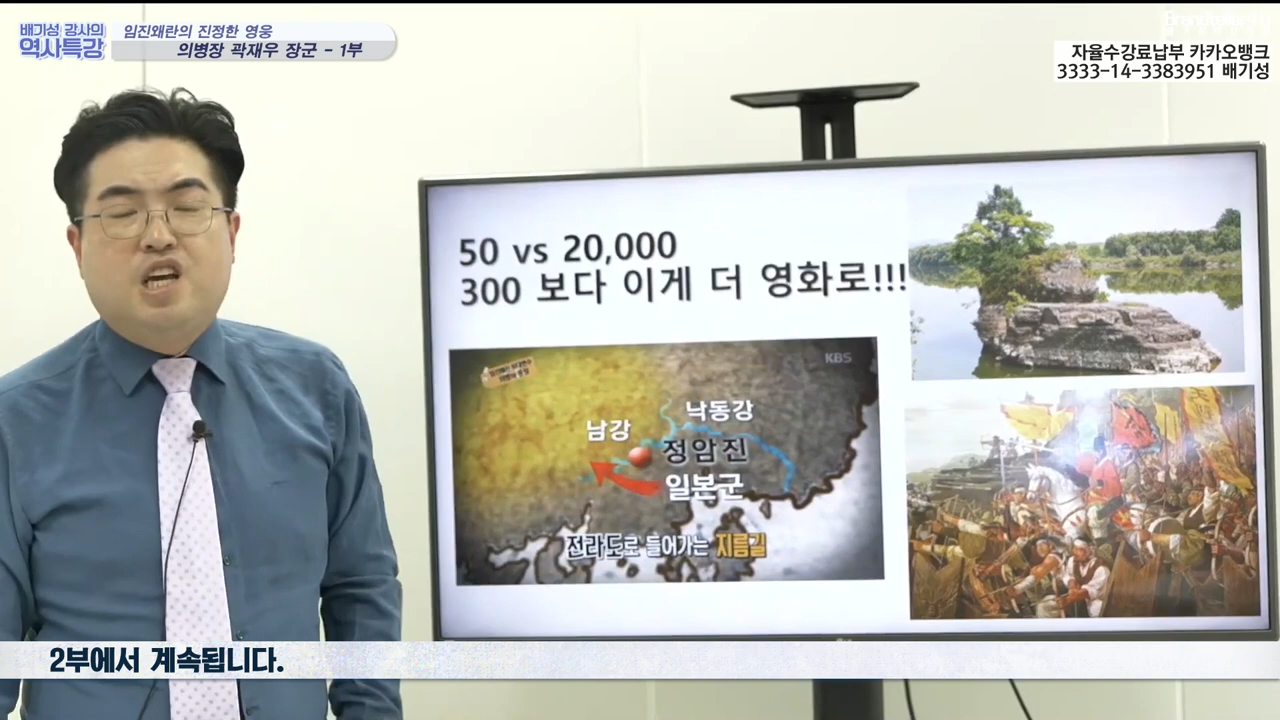 배기성 강사의
역사특강
임진왜란의 진정한 영웅
의병장 곽재우 장군 - 1부
자율수강료납부 카카오뱅크
3333-14-3383951 배기성
50 vs 20,000
300 보다 이게 더 영화로!!!
KBS
낙동강
남강
정암진
일본군
전라도로 들어가는 지름길
2부에서 계속됩니다.